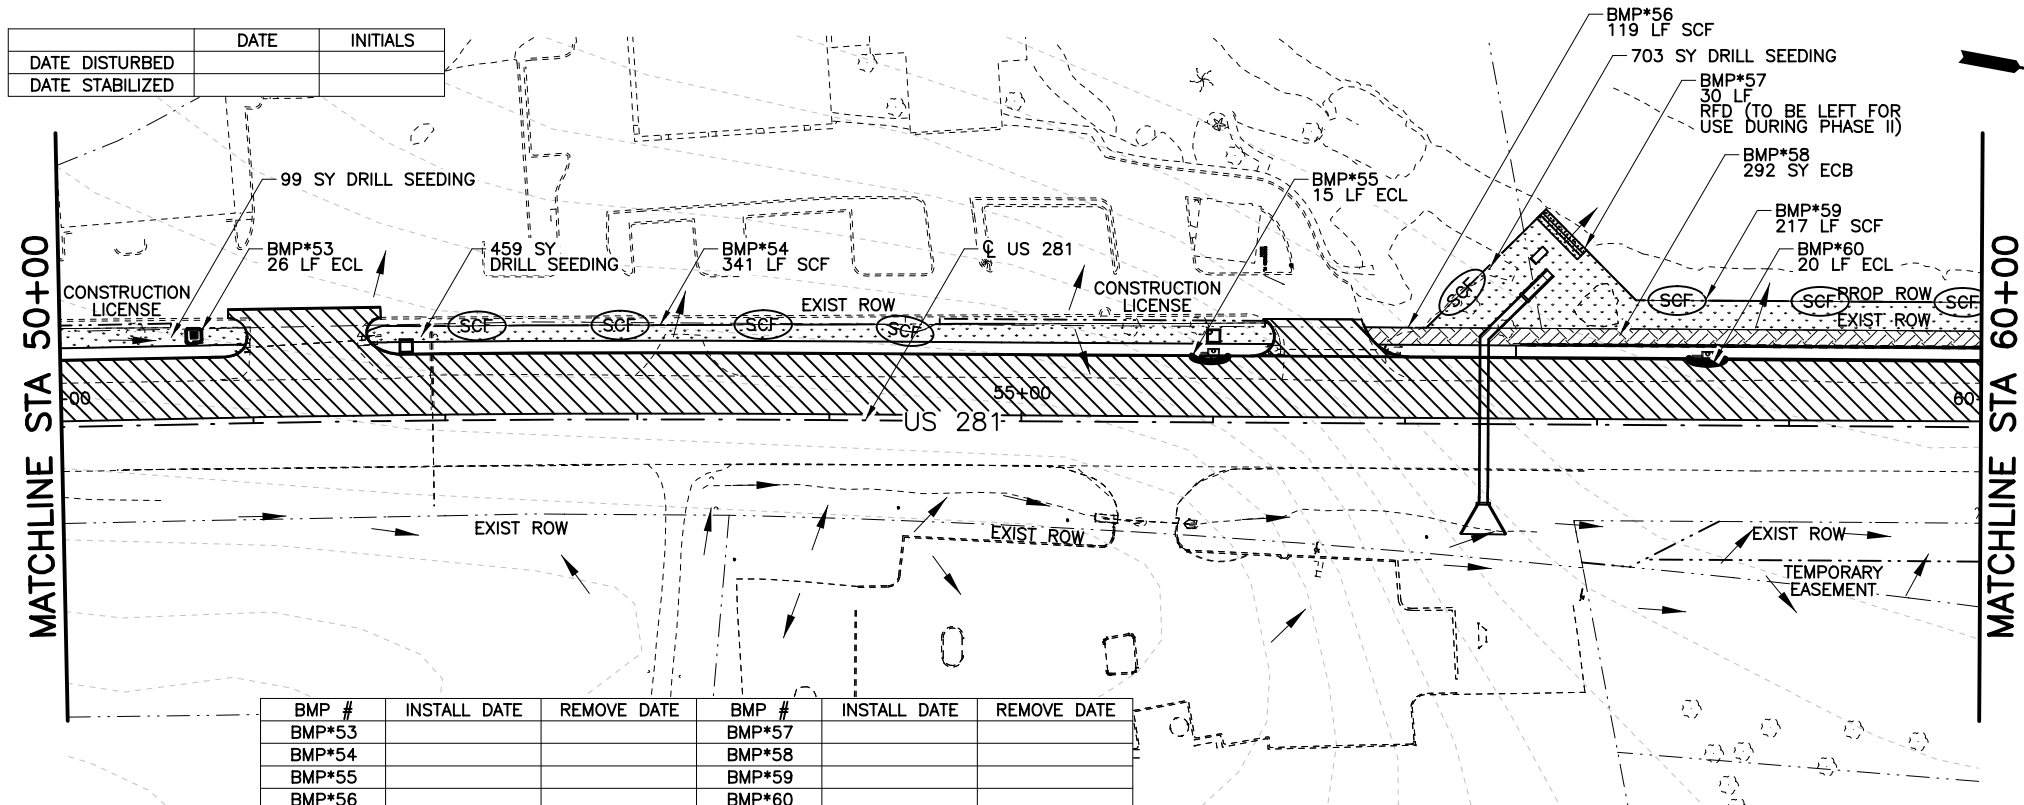 DATE INITIALS
DATE DISTURBED
DATE STABILIZED
BMP*56
119 LF SCF
703 SY DRILL SEEDING
BMP*57
30 LF
RFD (TO BE LEFT FOR
USE DURING PHASE II)
BMP*58
292 SY ECB
99 SY DRILL SEEDING
BMP*55
15 LF ECL
BMP*59
217 LF SCF
BMP*53
26 LF ECL
459 SY
DRILL SEEDING
BMP*54
341 LF SCF
℄ US 281
BMP*60
20 LF ECL
CONSTRUCTION
LICENSE
EXIST ROW
CONSTRUCTION
LICENSE
SCF
SCF
SCF
SCF
SCF
SCF
SCF
SCF
PROP ROW
EXIST ROW
MATCHLINE STA 50+00
MATCHLINE STA 60+00
00
55+00
60
US 281
EXIST ROW
EXIST ROW
EXIST ROW
TEMPORARY
EASEMENT
BMP # INSTALL DATE REMOVE DATE BMP # INSTALL DATE REMOVE DATE
BMP*53 BMP*57
BMP*54 BMP*58
BMP*55 BMP*59
BMP*56 BMP*60